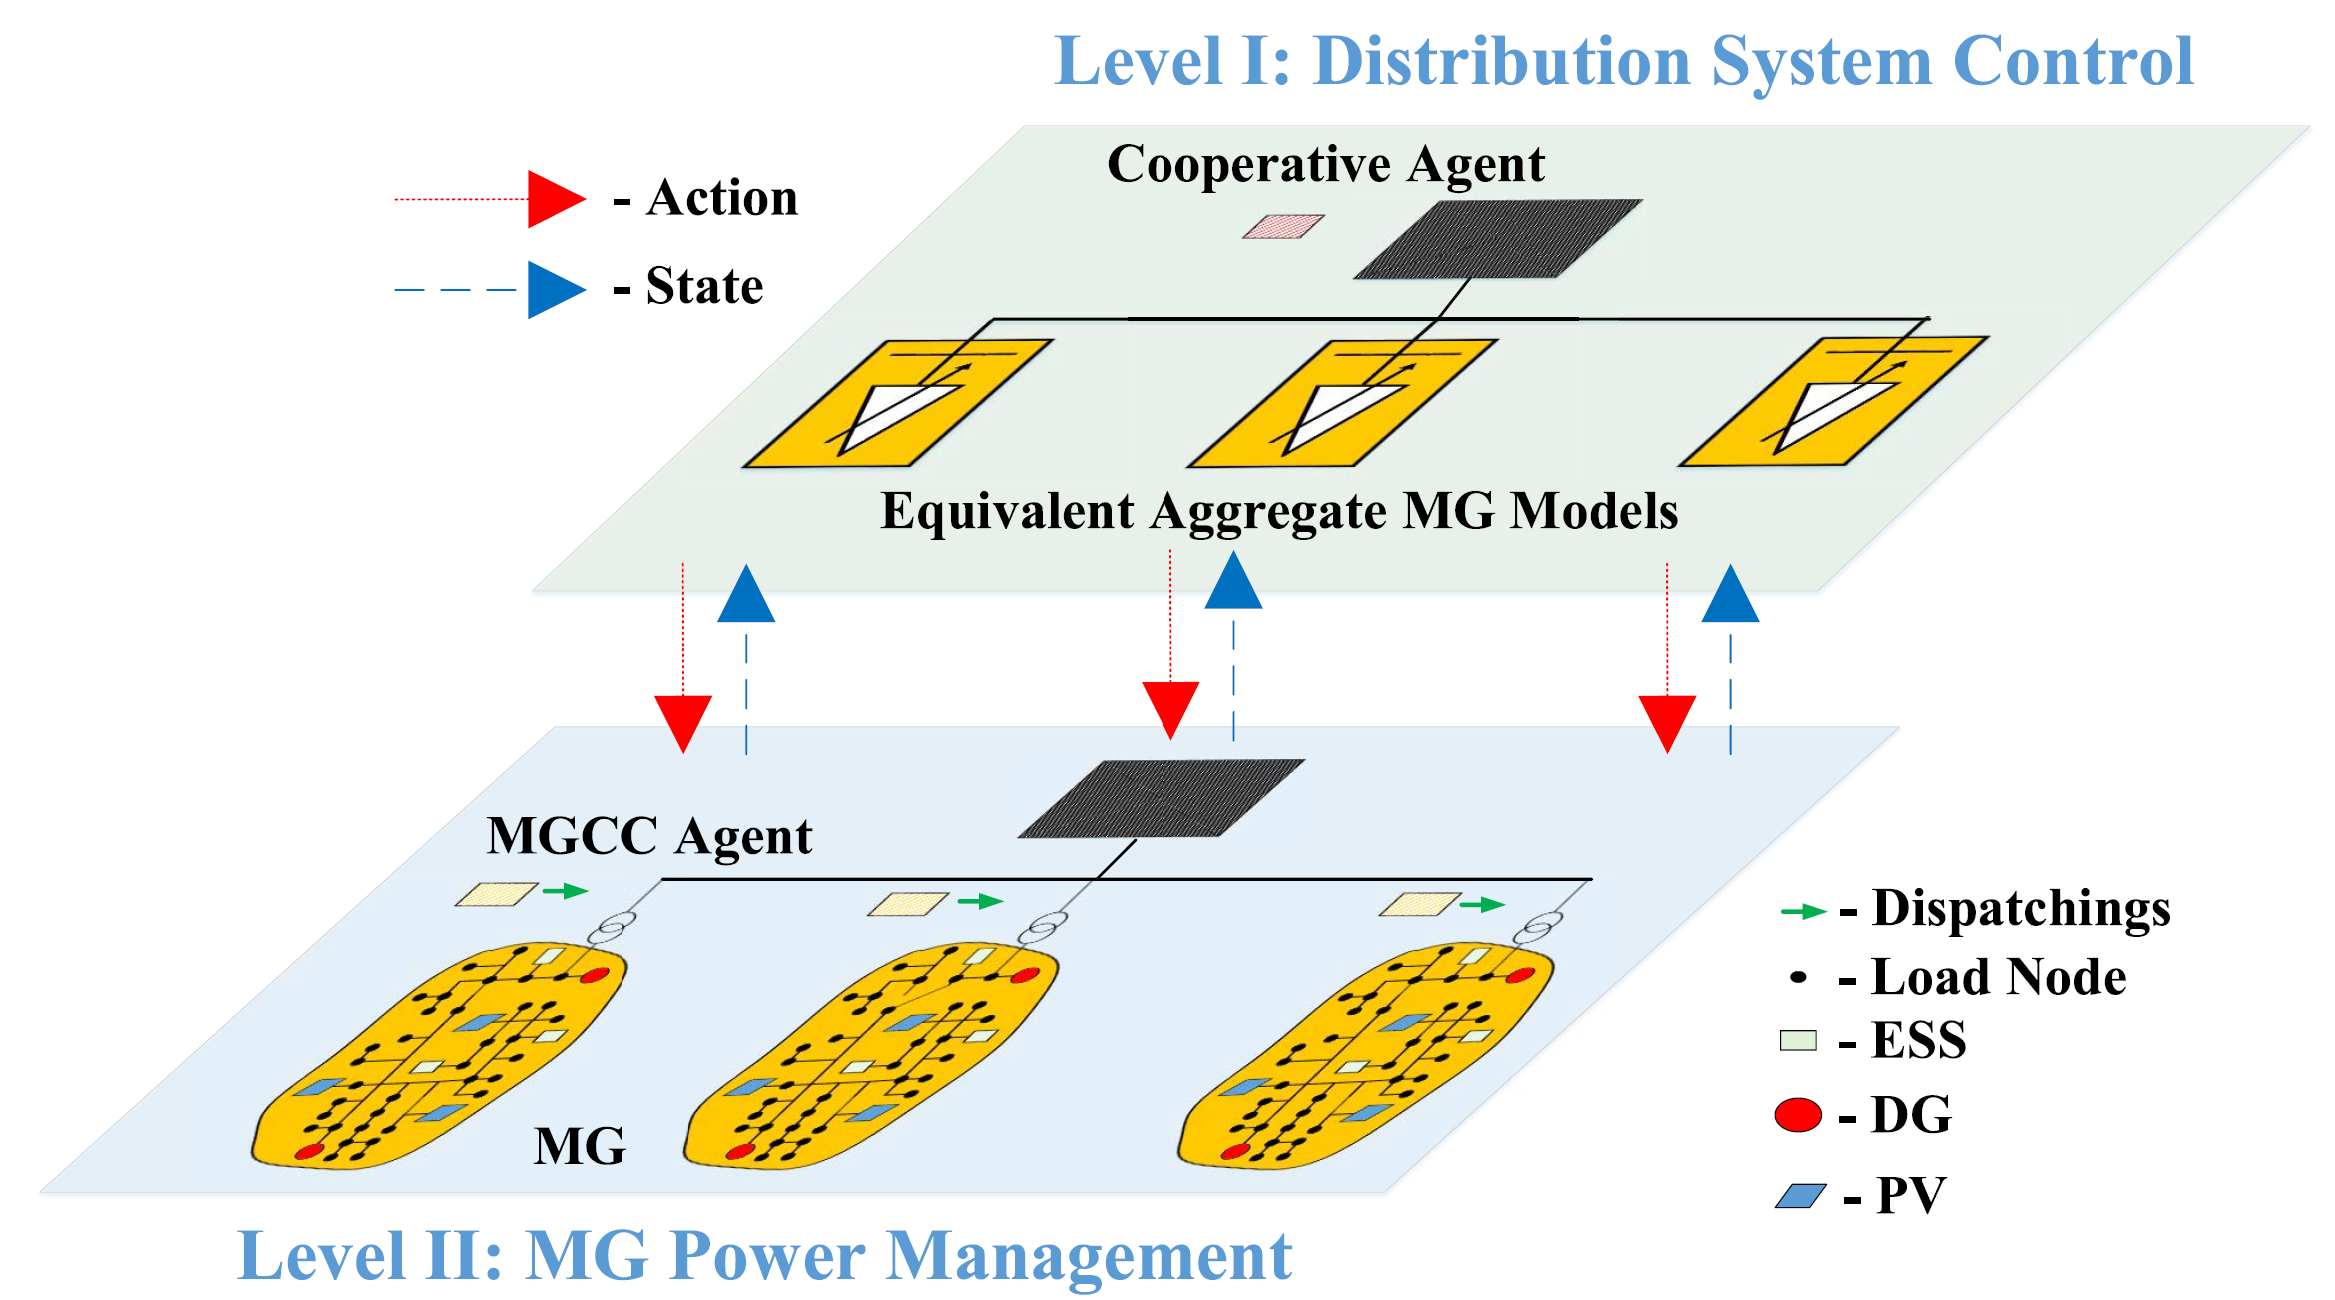 Level I: Distribution System Control
Cooperative Agent
- Action
- State
Equivalent Aggregate MG Models
MGCC Agent
- Dispatchings
- Load Node
- ESS
- DG
- PV
MG
Level II: MG Power Management